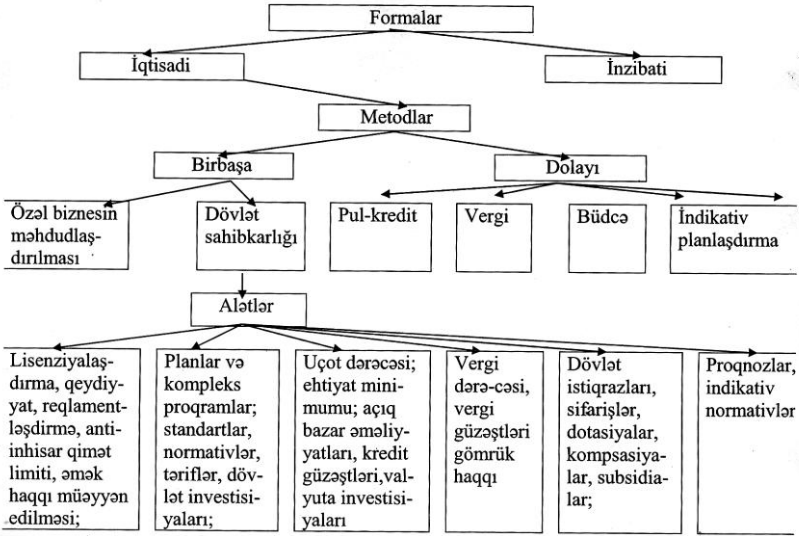 Formalar
İqtisadi
İnzibati
Metodlar
Birbaşa
Dolayı
Özəl biznesin
məhdudlaş-
dırılması
Dövlət
sahibkarlığı
Pul-kredit
Vergi
Büdcə
İndikativ
planlaşdırma
Alətlər
Lisenziyalaş-
dırma, qeydiy-
yat, reqlament-
ləşdirmə, anti-
inhisar qimət
limiti, əmək
haqqı müəyyən
edilməsi;
Planlar və
kompleks
proqramlar;
standartlar,
normativlər,
təriflər, döv-
lət investisi-
yaları;
Uçot dərəcəsi;
ehtiyat mini-
mumu; açıq
bazar əməliy-
yatları, kredit
güzəştləri,val-
yuta investisi-
yaları
Vergi
dərə-cəsi,
vergi
güzəştləri
gömrük
haqqı
Dövlət
istiqrazları,
sifarişlər,
dotasiyalar,
kompsasiya-
lar, subsidia-
lar;
Proqnozlar,
indikativ
normativlər